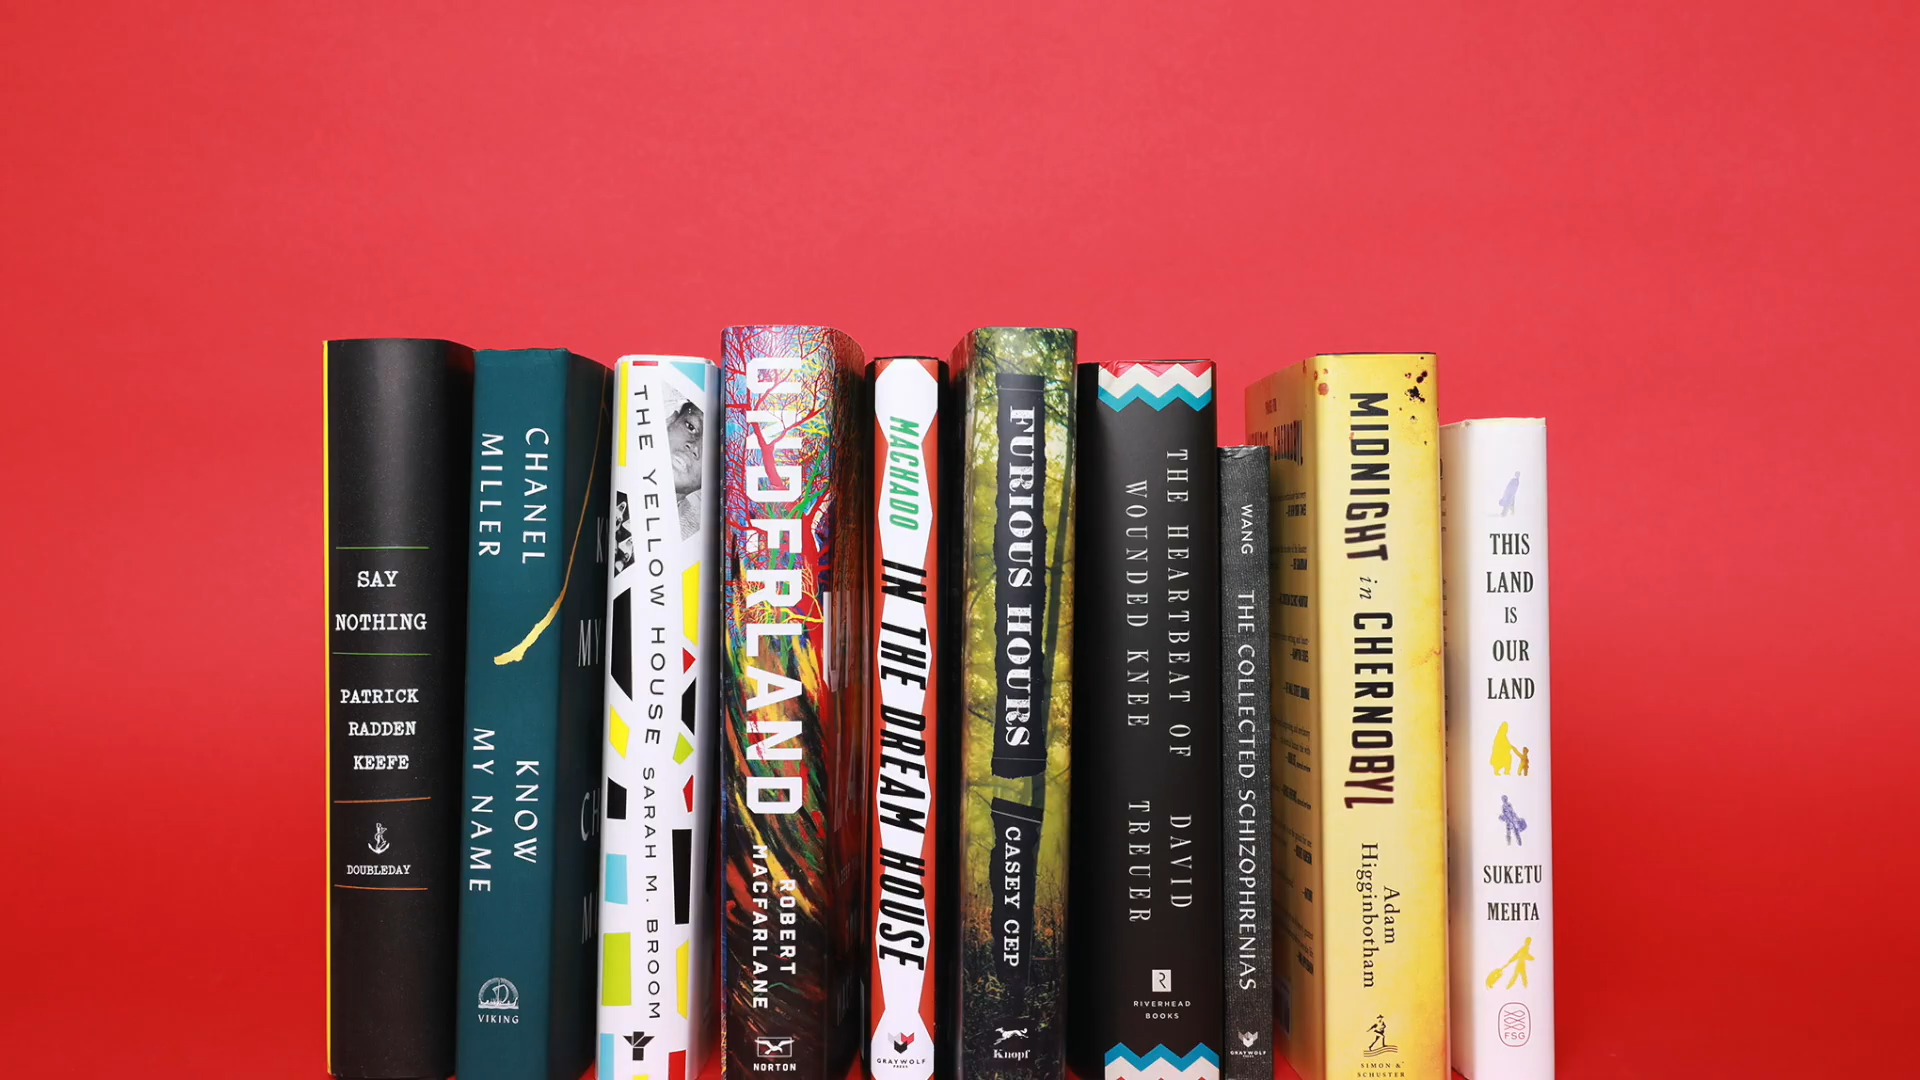 SAY
NOTHING
PATRICK
RADDEN
KEEFE
DOUBLEDAY
CHANEL
MILLER
KNOW
MY NAME
VIKING
THE YELLOW HOUSE SARAH M. BROOM
UNDERLAND
ROBERT
MACFARLANE
NORTON
MACHADO IN THE DREAM HOUSE
GRAYWOLF
PRESS
FURIOUS HOURS
CASEY CEP
Knopf
THE HEARTBEAT OF
WOUNDED KNEE
DAVID
TREUER
RIVERHEAD
BOOKS
WANG THE COLLECTED SCHIZOPHRENIAS
GRAYWOLF
PRESS
MIDNIGHT in CHERNOBYL
Adam
Higginbotham
SIMON &
SCHUSTER
THIS
LAND
IS
OUR
LAND
SUKETU
MEHTA
FSG